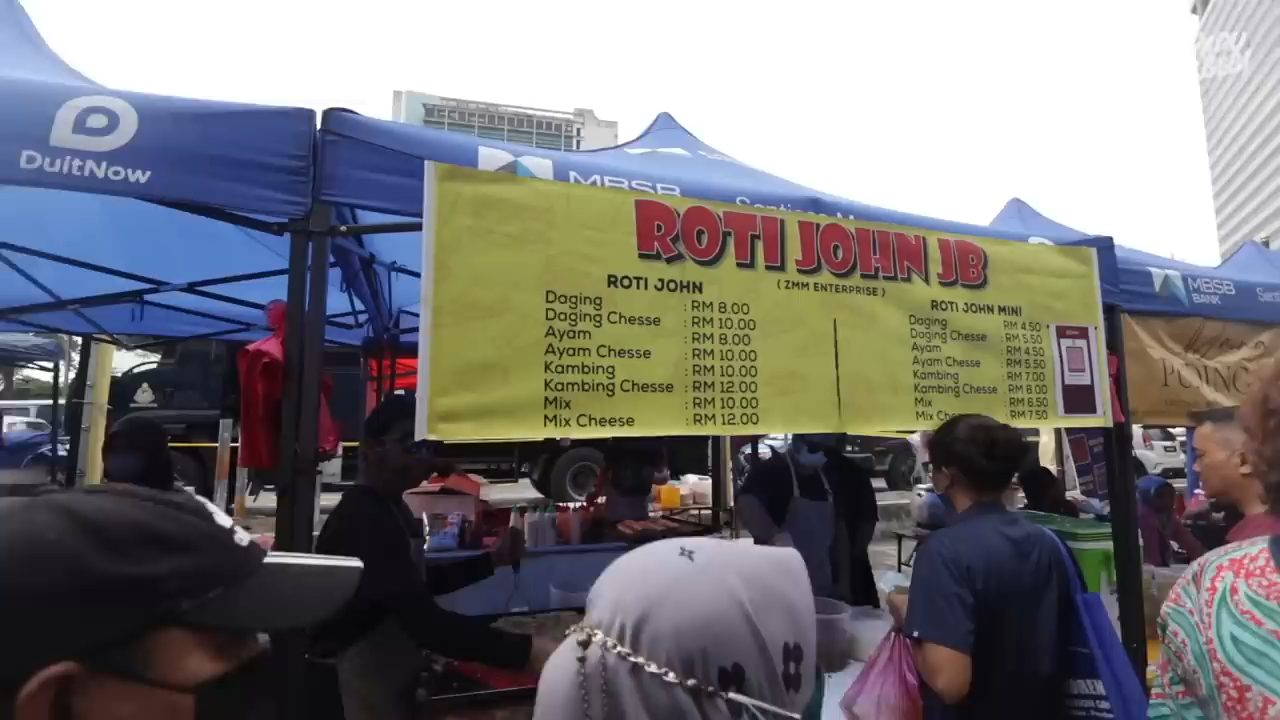 DuitNow
MBSB
ROTI JOHN JB
( ZMM ENTERPRISE )
ROTI JOHN
Daging : RM 8.00
Daging Chesse : RM 10.00
Ayam : RM 8.00
Ayam Chesse : RM 10.00
Kambing : RM 10.00
Kambing Chesse : RM 12.00
Mix : RM 10.00
Mix Cheese : RM 12.00
ROTI JOHN MINI
Daging RM 4.50
Daging Chesse : RM 5.50
Ayam : RM 4.50
Ayam Chesse : RM 5.50
Kambing : RM 7.00
Kambing Chesse : RM 8.00
Mix : RM 6.50
Mix : RM 7.50
MBSB
BANK